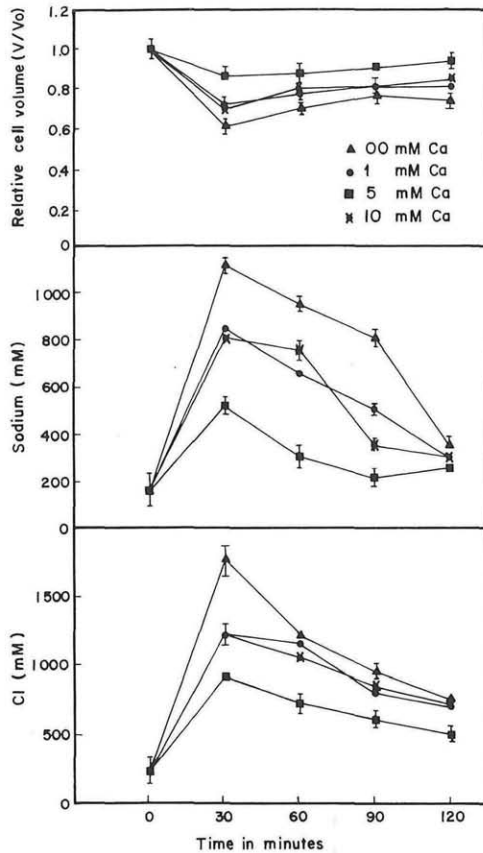 Relative cell volume (V/Vo)
1.2
1.0
0.8
0.6
0.4
0.2
0
▲ 00 mM Ca
● 1 mM Ca
■ 5 mM Ca
✕ 10 mM Ca
Sodium (mM)
1000
800
600
400
200
0
Cl (mM)
1500
1000
500
0
0 30 60 90 120
Time in minutes